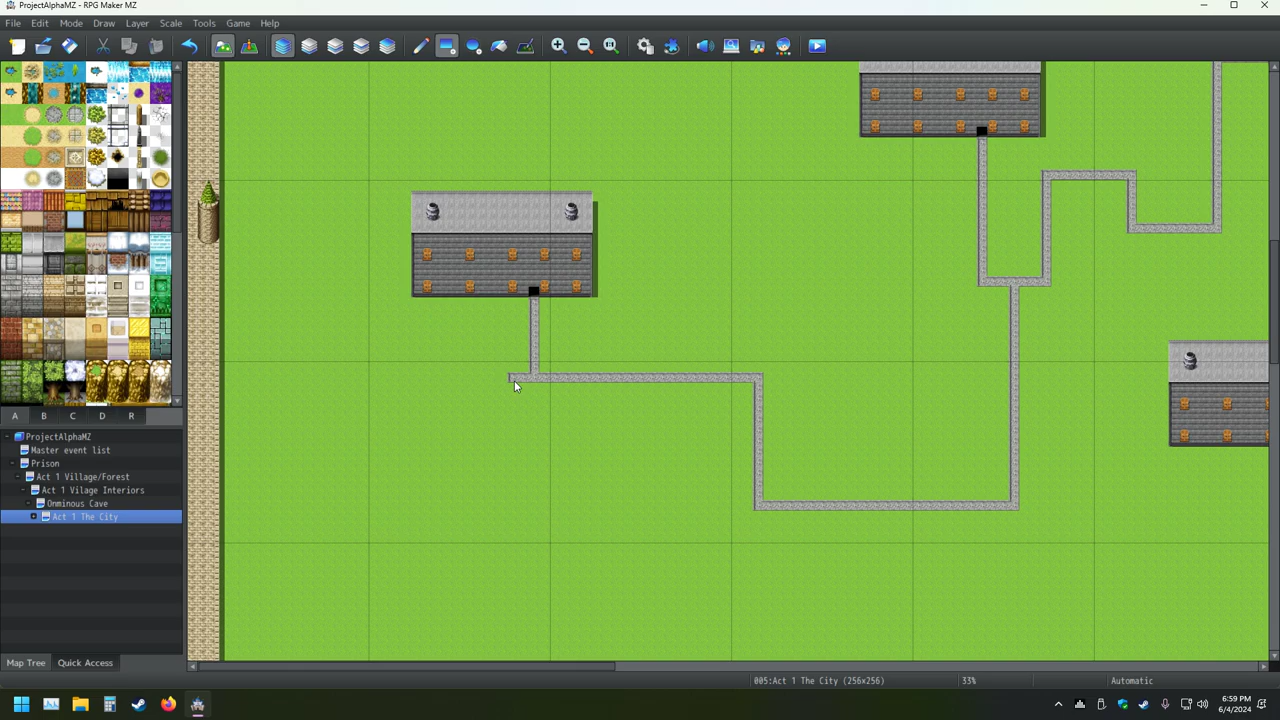 ProjectAlphaMZ - RPG Maker MZ
File Edit Mode Draw Layer Scale Tools Game Help
A B C D R
ProjectAlphaMZ
Master event list
Prison
Act 1 Village/Forest
Act 1 Vilage Interiors
Onminous Cave
Act 1 The City
Map Tree Quick Access
005:Act 1 The City (256x256) 33% Automatic
6:59 PM
6/4/2024